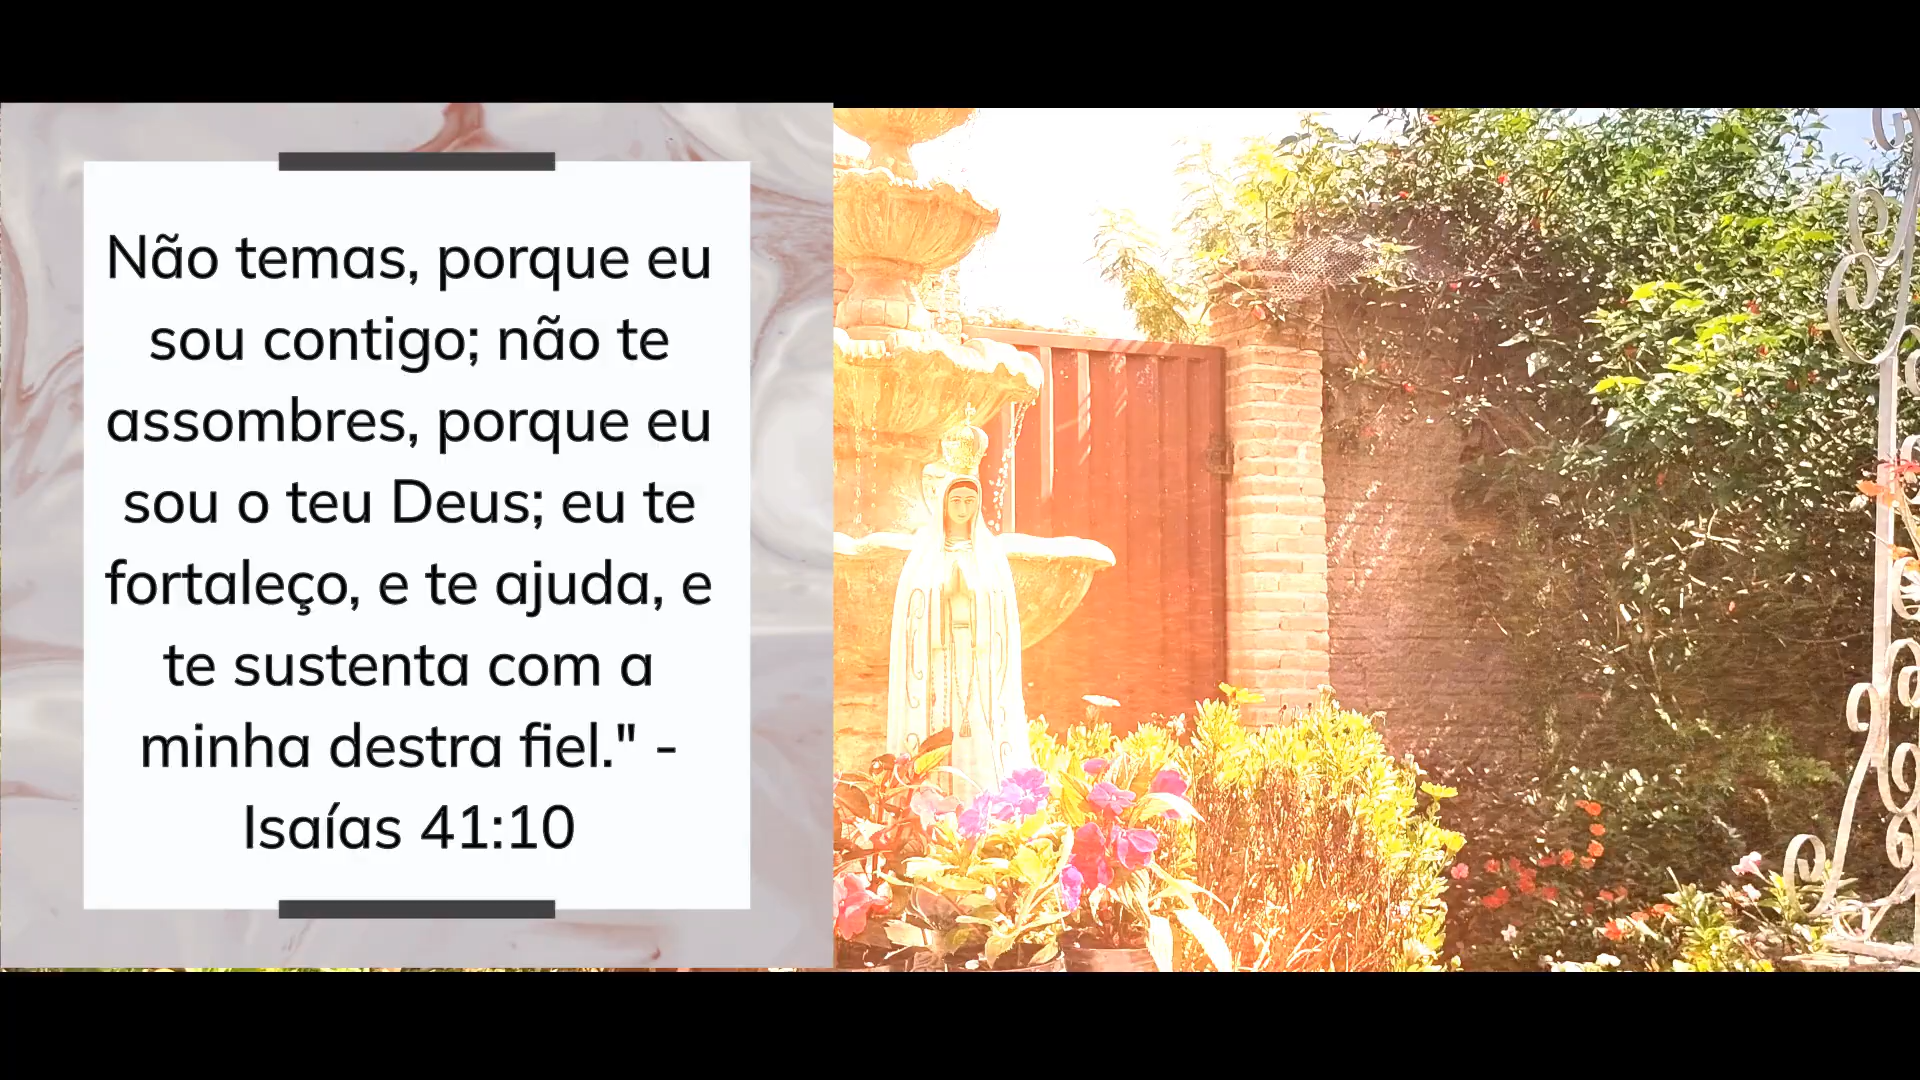 Não temas, porque eu
sou contigo; não te
assombres, porque eu
sou o teu Deus; eu te
fortaleço, e te ajuda, e
te sustenta com a
minha destra fiel." -
Isaías 41:10